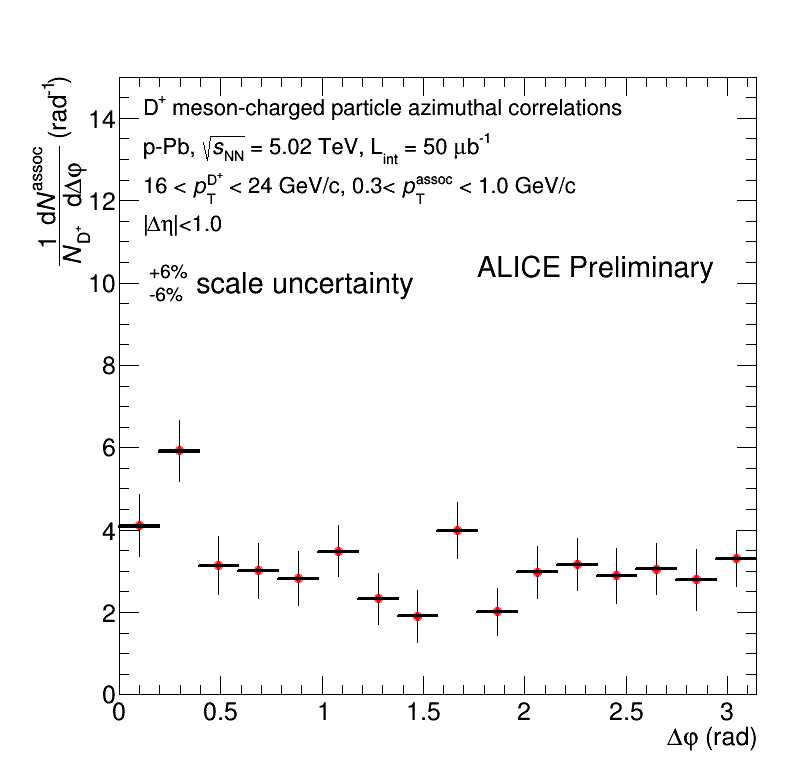 D⁺ meson-charged particle azimuthal correlations
p-Pb, √sNN = 5.02 TeV, Lint = 50 μb⁻¹
16 < pTD⁺ < 24 GeV/c, 0.3< pTassoc < 1.0 GeV/c
|Δη|<1.0
+6%
-6% scale uncertainty
ALICE Preliminary
1 dNassoc
ND⁺ dΔφ (rad⁻¹)
14
12
10
8
6
4
2
0
0 0.5 1 1.5 2 2.5 3
Δφ (rad)